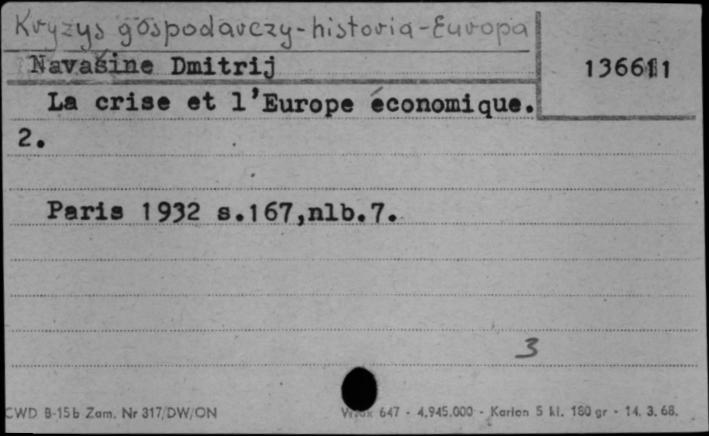 Kryzys gospodarczy-historia-Europa
Navašine Dmitrij
136611
La crise et l'Europe économique.
2.
Paris 1932 s.167,nlb.7.
3
CWD B-15b Zam. Nr 317/DW/ON
647 - 4.945.000 - Karton 5 kl. 180 gr - 14. 3. 68.